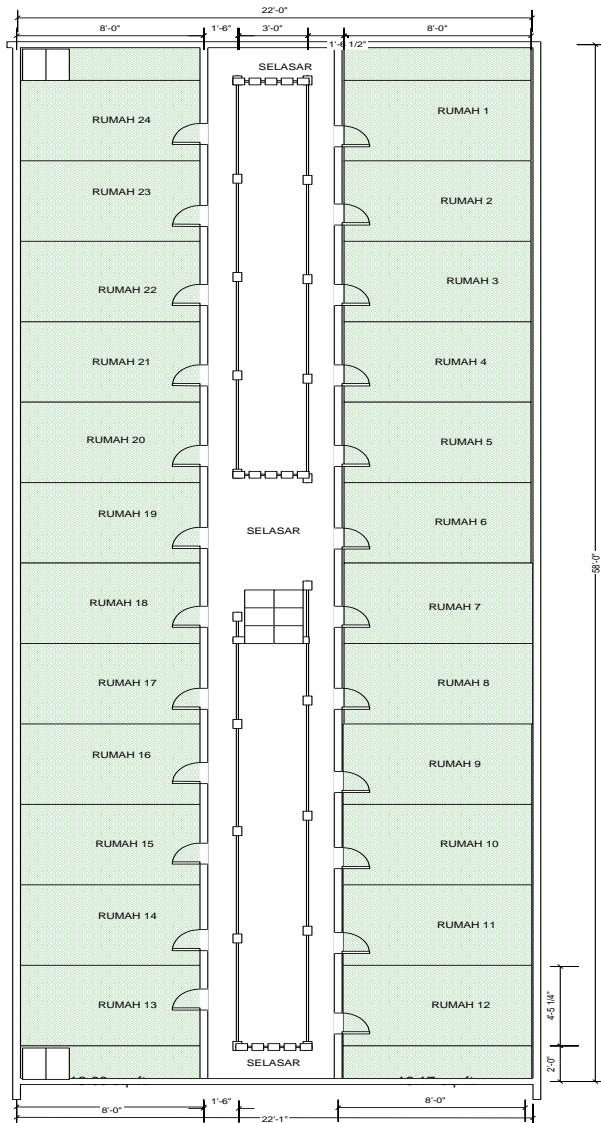 22'-0"
8'-0" 1'-6" 3'-0" 8'-0"
1'-6 1/2"
SELASAR
RUMAH 24 RUMAH 1
RUMAH 23 RUMAH 2
RUMAH 22 RUMAH 3
RUMAH 21 RUMAH 4
RUMAH 20 RUMAH 5
RUMAH 19 RUMAH 6
SELASAR
58'-0"
RUMAH 18 RUMAH 7
RUMAH 17 RUMAH 8
RUMAH 16 RUMAH 9
RUMAH 15 RUMAH 10
RUMAH 14 RUMAH 11
RUMAH 13 RUMAH 12
4'-5 1/4"
SELASAR
2'-0"
8'-0" 1'-6" 8'-0"
22'-1"